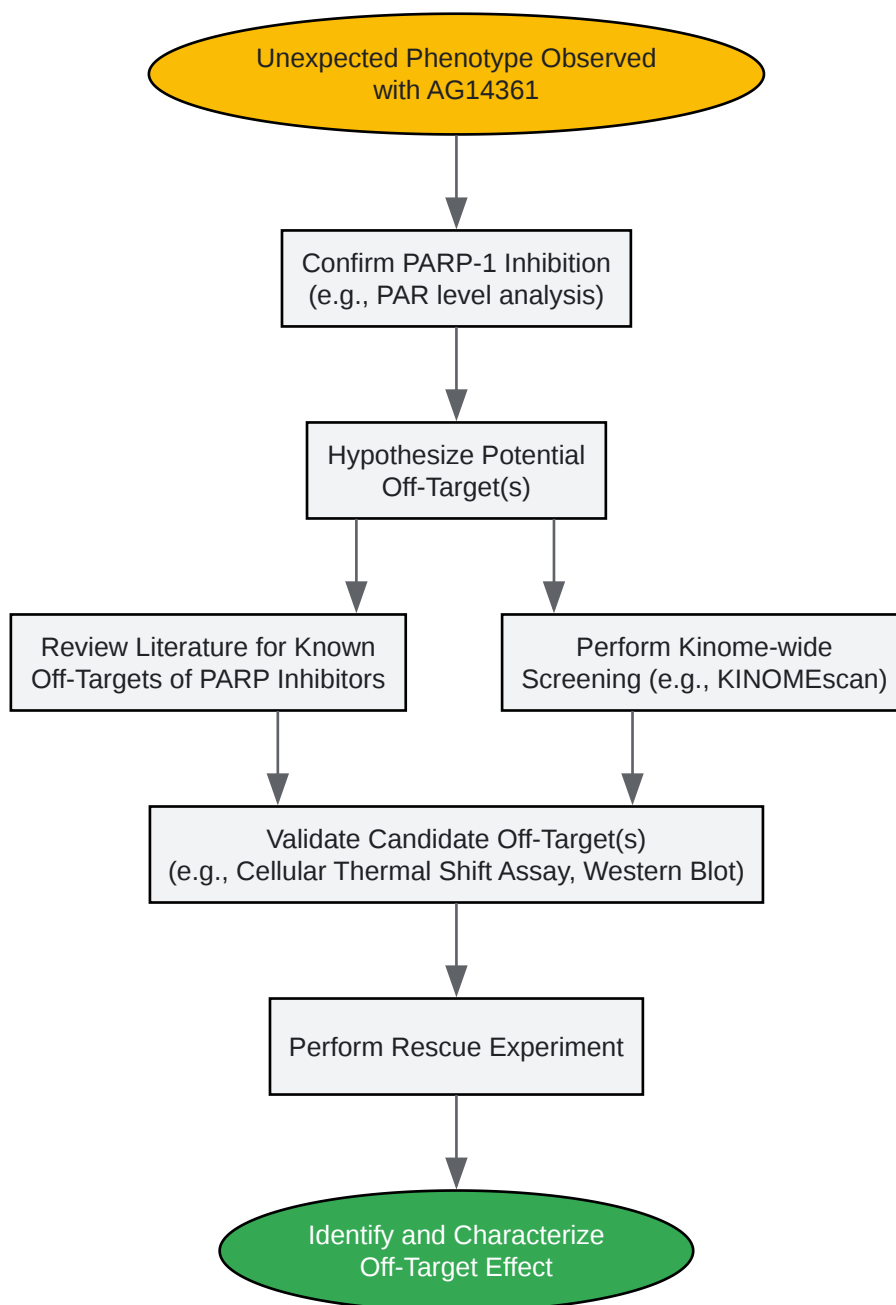 Unexpected Phenotype Observed
with AG14361
Confirm PARP-1 Inhibition
(e.g., PAR level analysis)
Hypothesize Potential
Off-Target(s)
Review Literature for Known
Off-Targets of PARP Inhibitors
Perform Kinome-wide
Screening (e.g., KINOMEscan)
Validate Candidate Off-Target(s)
(e.g., Cellular Thermal Shift Assay, Western Blot)
Perform Rescue Experiment
Identify and Characterize
Off-Target Effect